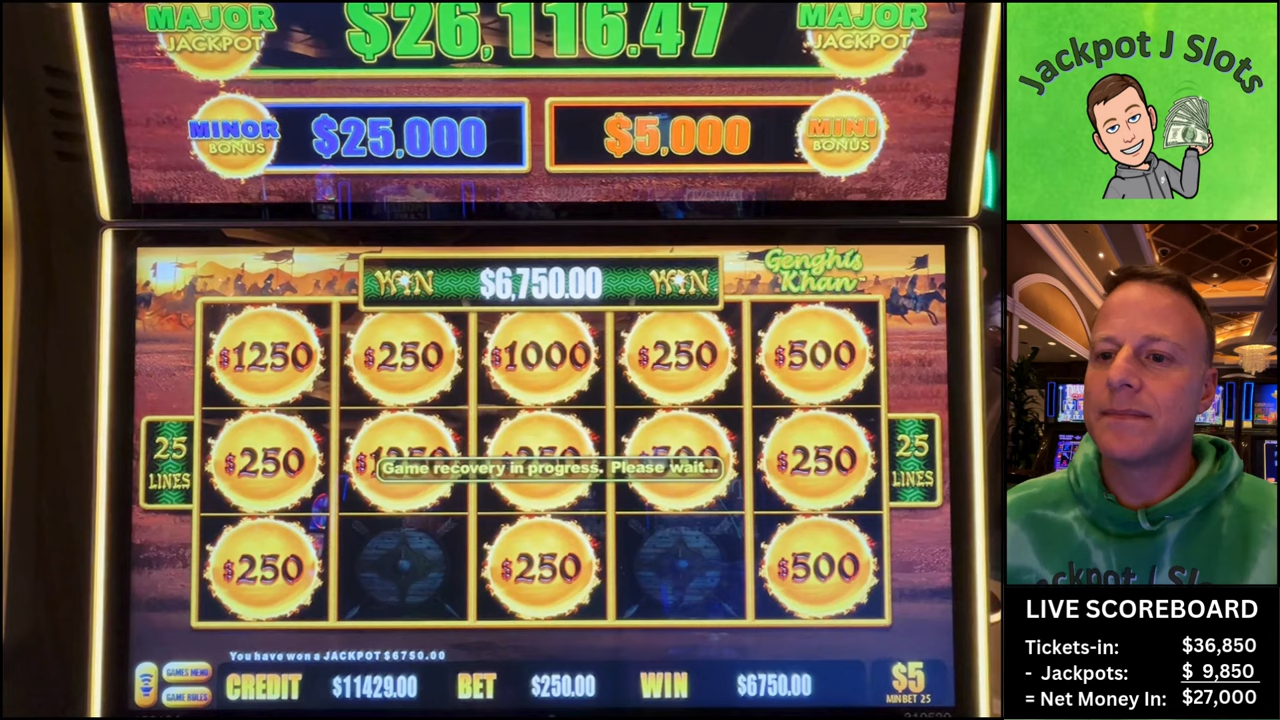 MAJOR
JACKPOT
$26,116.47
MAJOR
JACKPOT
MINOR
BONUS
$25,000
$5,000
MINI
BONUS
WIN
$6,750.00
WIN
Genghis
Khan
$1250
$250
$1000
$250
$500
25
LINES
$250
Game recovery in progress. Please wait...
$250
25
LINES
$250
$250
$500
You have won a JACKPOT $6750.00
GAMES MENU
GAME RULES
CREDIT
$11429.00
BET
$250.00
WIN
$6750.00
$5
MIN BET 25
Jackpot J Slots
Jackpot J Slots
LIVE SCOREBOARD
Tickets-in: $36,850
- Jackpots: $ 9,850
= Net Money In: $27,000